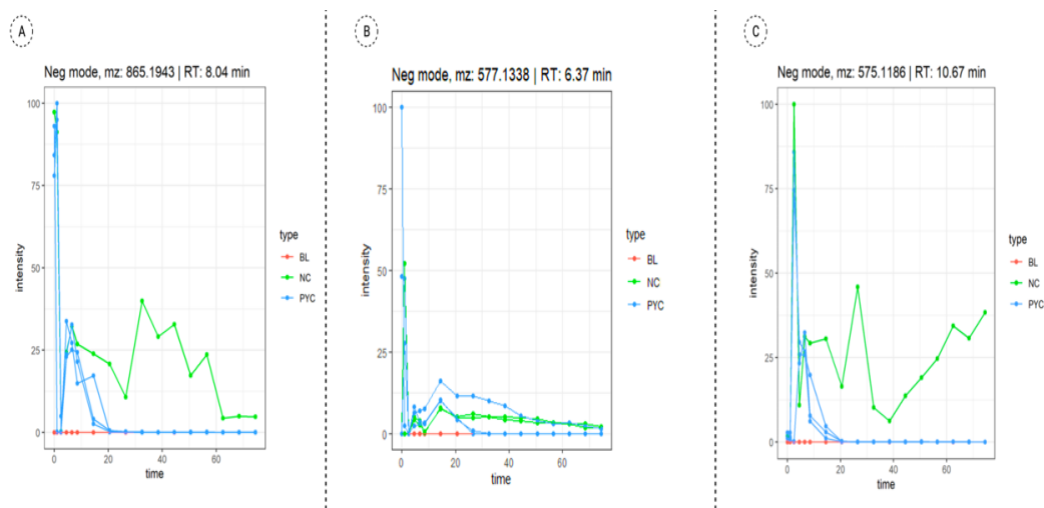 A
Neg mode, mz: 865.1943 | RT: 8.04 min
100
75
50
25
0
intensity
0
20
40
60
time
type
BL
NC
PYC
B
Neg mode, mz: 577.1338 | RT: 6.37 min
100
75
50
25
0
intensity
0
20
40
60
time
type
BL
NC
PYC
C
Neg mode, mz: 575.1186 | RT: 10.67 min
100
75
50
25
0
intensity
0
20
40
60
time
type
BL
NC
PYC